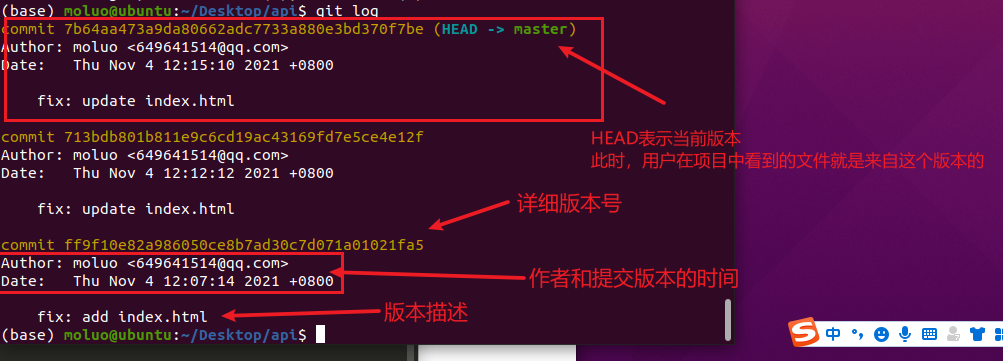 (base) moluo@ubuntu:~/Desktop/api$ git log
commit 7b64aa473a9da80662adc7733a880e3bd370f7be (HEAD -> master)
Author: moluo <649641514@qq.com>
Date:   Thu Nov 4 12:15:10 2021 +0800
fix: update index.html
HEAD表示当前版本
此时，用户在项目中看到的文件就是来自这个版本的
commit 713bdb801b811e9c6cd19ac43169fd7e5ce4e12f
Author: moluo <649641514@qq.com>
Date:   Thu Nov 4 12:12:12 2021 +0800
fix: update index.html
详细版本号
commit ff9f10e82a986050ce8b7ad30c7d071a01021fa5
Author: moluo <649641514@qq.com>
Date:   Thu Nov 4 12:07:14 2021 +0800
作者和提交版本的时间
fix: add index.html
版本描述
(base) moluo@ubuntu:~/Desktop/api$
S 中